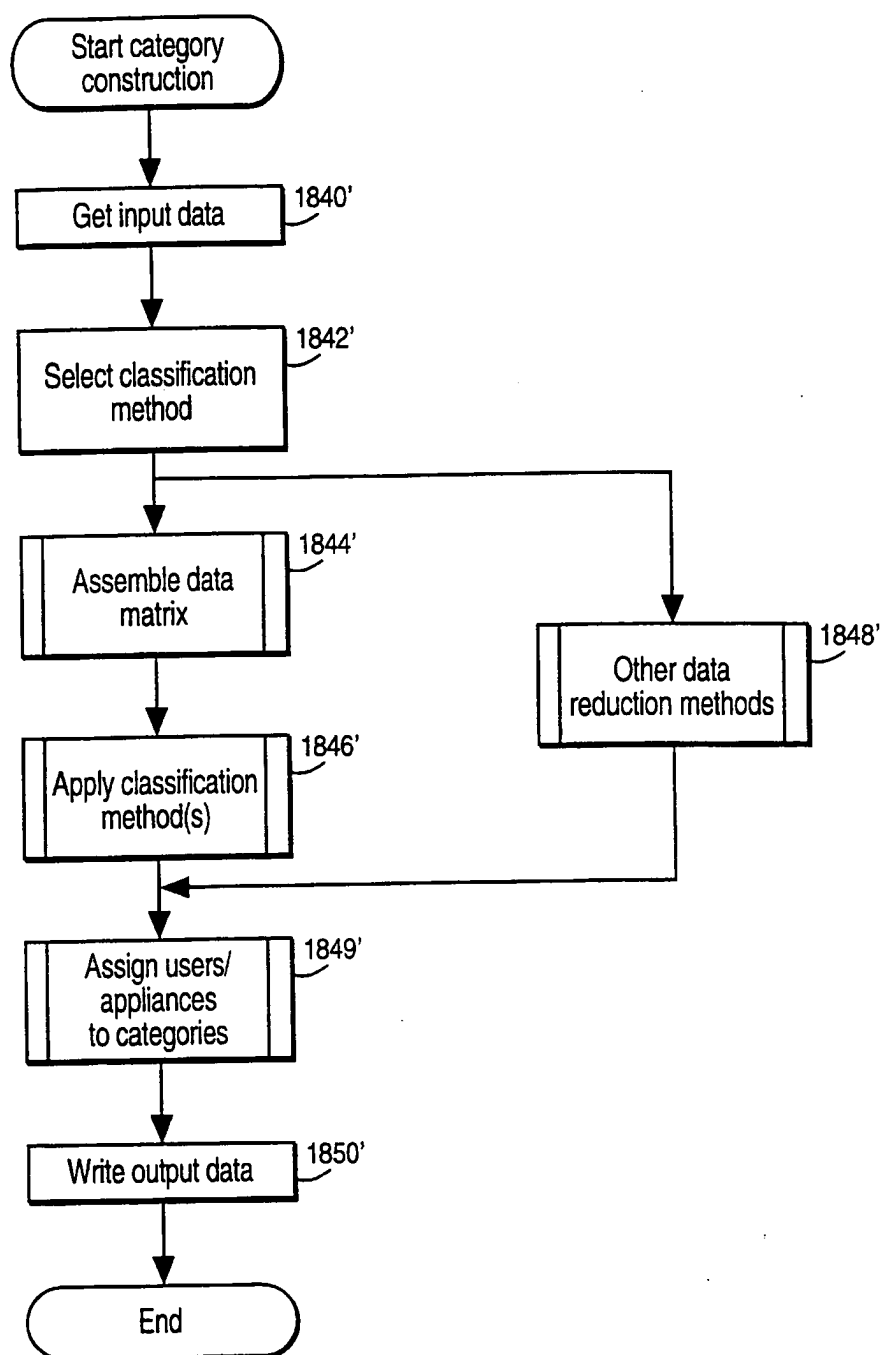 Start category
construction
Get input data
1840'
Select classification
method
1842'
Assemble data
matrix
1844'
Other data
reduction methods
1848'
Apply classification
method(s)
1846'
Assign users/
appliances
to categories
1849'
Write output data
1850'
End